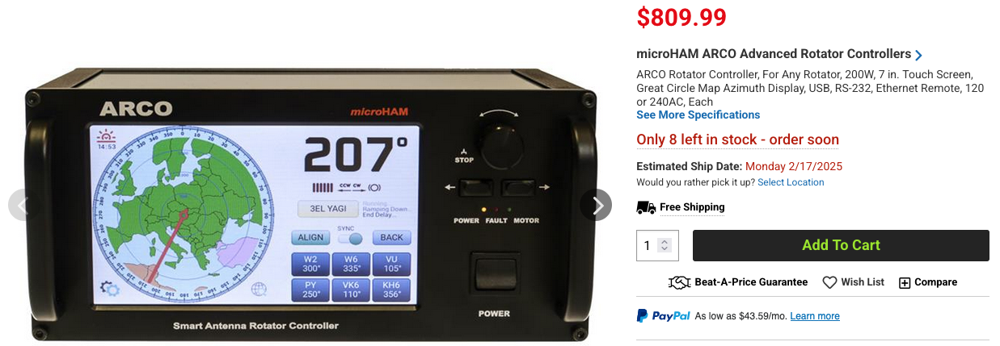 $809.99
microHAM ARCO Advanced Rotator Controllers
ARCO Rotator Controller, For Any Rotator, 200W, 7 in. Touch Screen,
Great Circle Map Azimuth Display, USB, RS-232, Ethernet Remote, 120
or 240AC, Each
See More Specifications
Only 8 left in stock - order soon
Estimated Ship Date: Monday 2/17/2025
Would you rather pick it up? Select Location
Free Shipping
1
Add To Cart
Beat-A-Price Guarantee
Wish List
Compare
PayPal As low as $43.59/mo. Learn more
ARCO
microHAM
14:53
207°
CCW CW
3EL YAGI
Running
Ramping Down...
End Delay...
SYNC
ALIGN
BACK
W2
300°
W6
335°
VU
105°
PY
250°
VK6
110°
KH6
356°
STOP
POWER FAULT MOTOR
POWER
Smart Antenna Rotator Controller